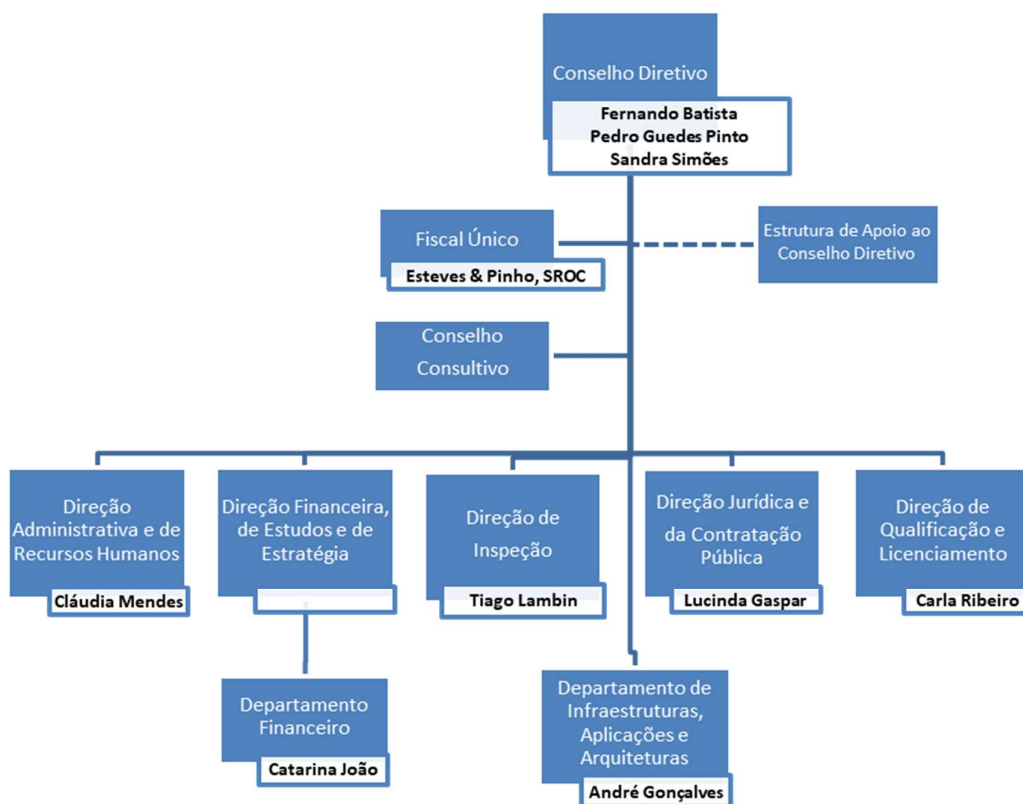 Conselho Diretivo
Fernando Batista
Pedro Guedes Pinto
Sandra Simões
Fiscal Único
Esteves & Pinho, SROC
Estrutura de Apoio ao
Conselho Diretivo
Conselho
Consultivo
Direção
Administrativa e de
Recursos Humanos
Cláudia Mendes
Direção Financeira,
de Estudos e de
Estratégia
Direção de
Inspeção
Tiago Lambin
Direção Jurídica e
da Contratação
Pública
Lucinda Gaspar
Direção de
Qualificação e
Licenciamento
Carla Ribeiro
Departamento
Financeiro
Catarina João
Departamento de
Infraestruturas,
Aplicações e
Arquiteturas
André Gonçalves